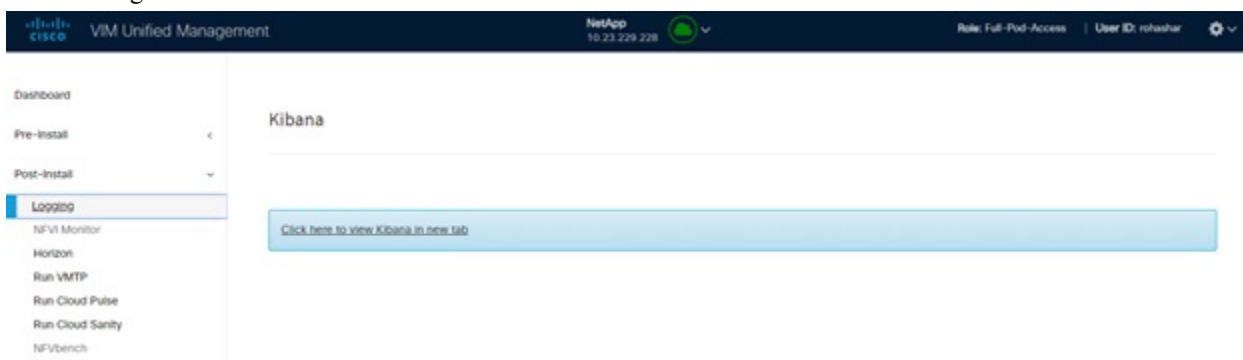 cisco VIM Unified Management NetApp Role: Full-Pod-Access | User ID: rohashar
10.23.229.228
Dashboard
Kibana
Pre-Install
Post-Install
Logging
Click here to view Kibana in new tab
NFVI Monitor
Horizon
Run VMTP
Run Cloud Pulse
Run Cloud Sanity
NFVbench